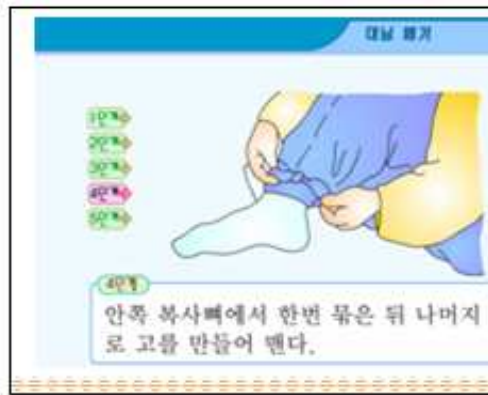 대님 매기
1단계
2단계
3단계
4단계
5단계
4단계
안쪽 복사뼈에서 한번 묶은 뒤 나머지
로 고를 만들어 맨다.